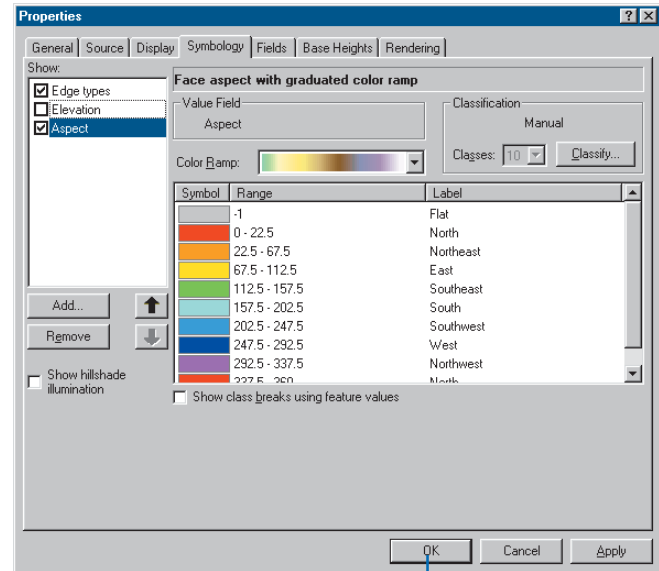 Properties
General Source Display Symbology Fields Base Heights Rendering
Show:
Edge types
Elevation
Aspect
Add...
Remove
Show hillshade
illumination
Face aspect with graduated color ramp
Value Field
Aspect
Classification
Manual
Color Ramp:
Classes: 10 Classify...
Symbol Range Label
-1 Flat
0 - 22.5 North
22.5 - 67.5 Northeast
67.5 - 112.5 East
112.5 - 157.5 Southeast
157.5 - 202.5 South
202.5 - 247.5 Southwest
247.5 - 292.5 West
292.5 - 337.5 Northwest
337.5 - 360 North
Show class breaks using feature values
OK Cancel Apply